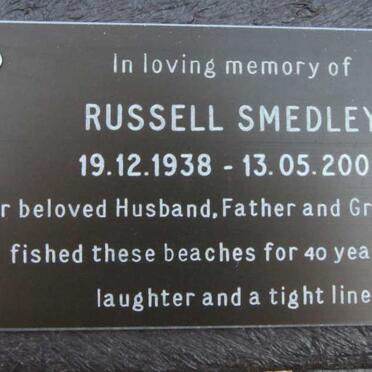 In loving memory of
RUSSELL SMEDLEY
19.12.1938 - 13.05.200
r beloved Husband, Father and Gr
fished these beaches for 40 yea
laughter and a tight line